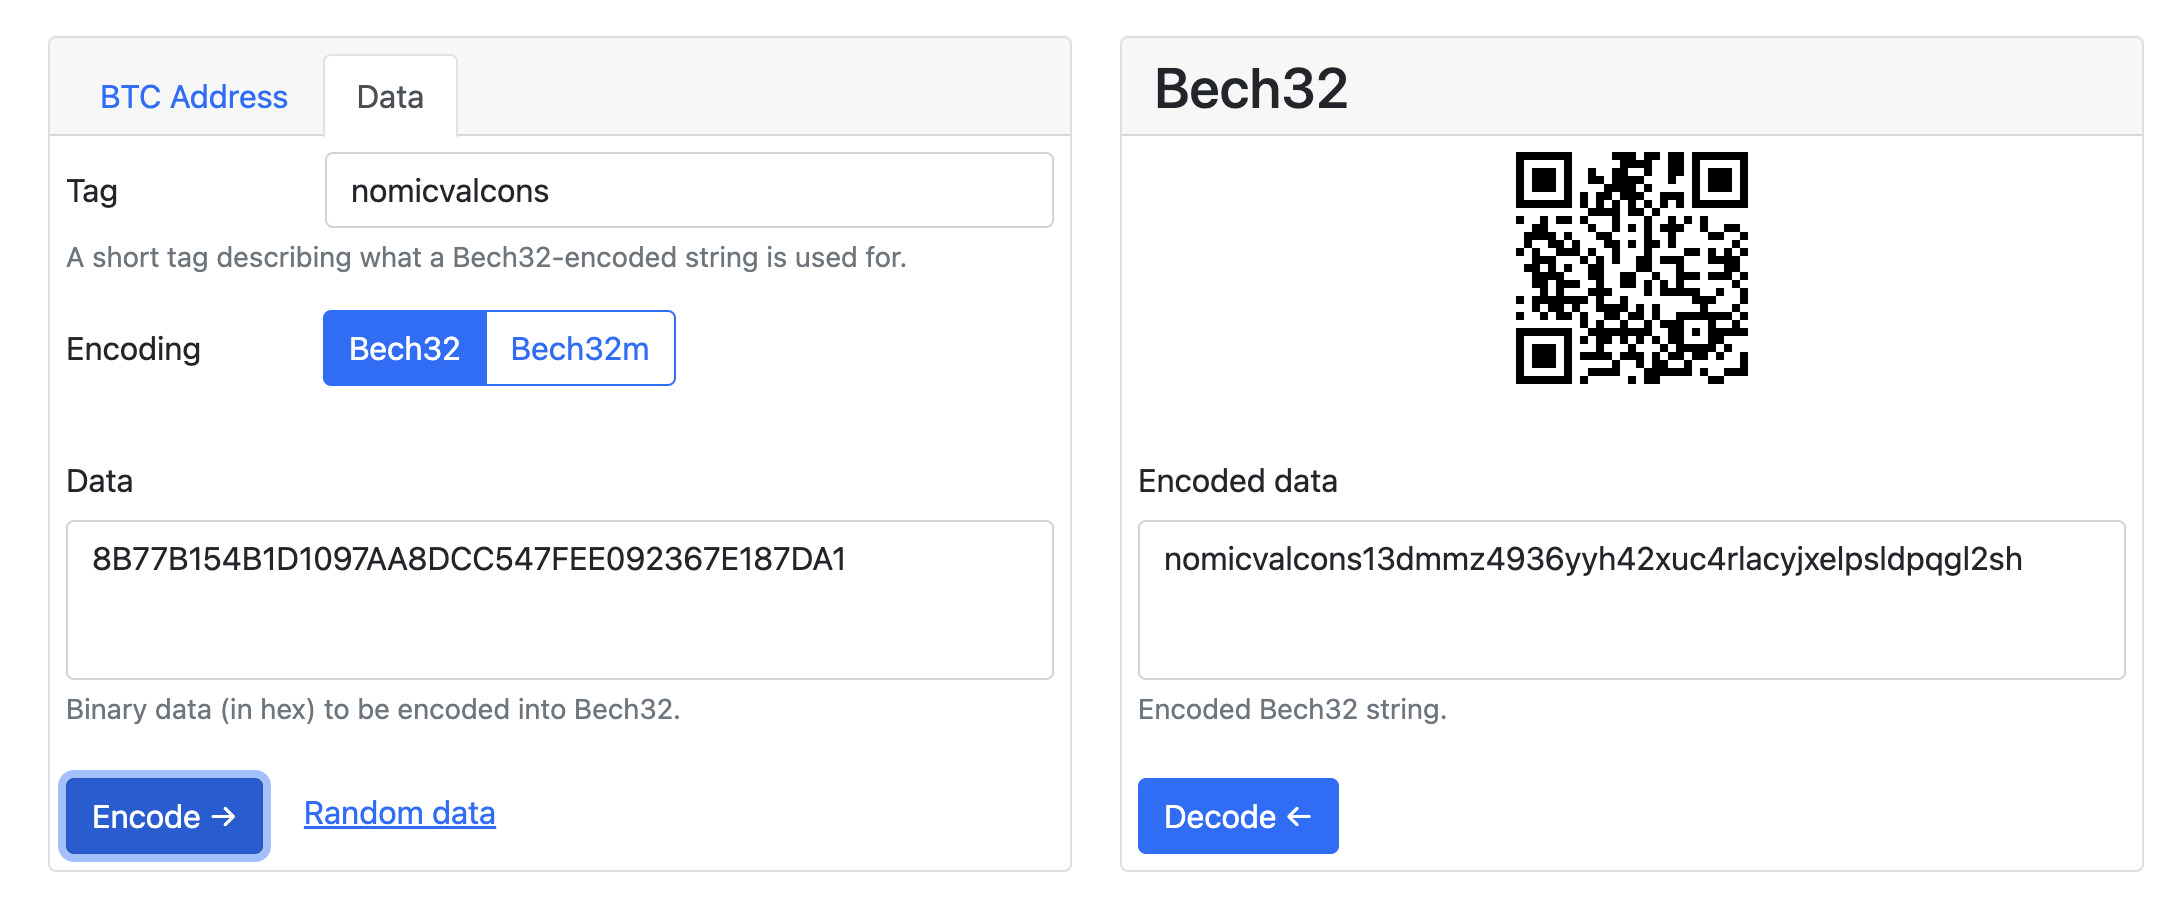 BTC Address
Data
Tag
nomicvalcons
A short tag describing what a Bech32-encoded string is used for.
Encoding
Bech32
Bech32m
Data
8B77B154B1D1097AA8DCC547FEE092367E187DA1
Binary data (in hex) to be encoded into Bech32.
Encode →
Random data
Bech32
Encoded data
nomicvalcons13dmmz4936yyh42xuc4rlacyjxelpsldpqgl2sh
Encoded Bech32 string.
Decode ←